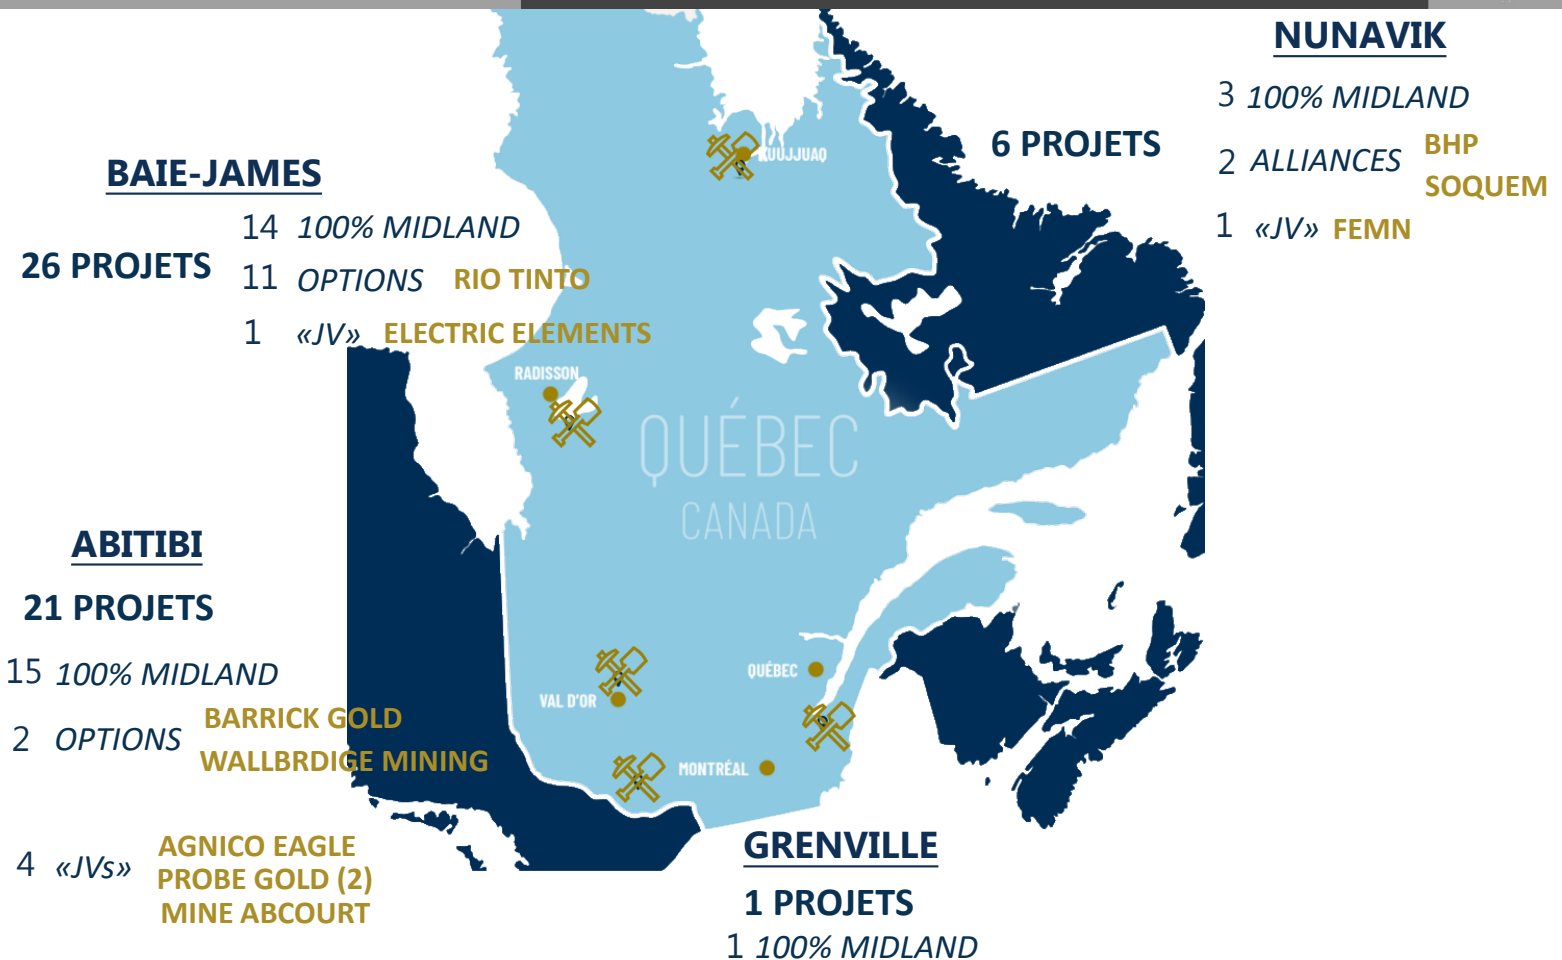 NUNAVIK
6 PROJETS
3 100% MIDLAND
2 ALLIANCES BHP
SOQUEM
1 «JV» FEMN
BAIE-JAMES
26 PROJETS
14 100% MIDLAND
11 OPTIONS RIO TINTO
1 «JV» ELECTRIC ELEMENTS
KUUJJUAQ
RADISSON
QUÉBEC
CANADA
ABITIBI
21 PROJETS
15 100% MIDLAND
2 OPTIONS BARRICK GOLD
WALLBRDIGE MINING
4 «JVs» AGNICO EAGLE
PROBE GOLD (2)
MINE ABCOURT
QUÉBEC
VAL D'OR
MONTRÉAL
GRENVILLE
1 PROJETS
1 100% MIDLAND